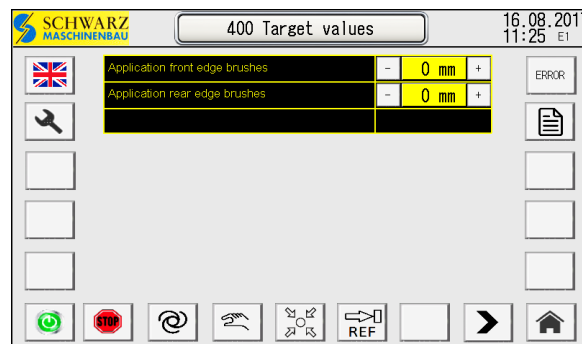 SCHWARZ
MASCHINENBAU
400 Target values
16.08.201
11:25 E1
Application front edge brushes - 0 mm +
ERROR
Application rear edge brushes - 0 mm +
STOP
REF